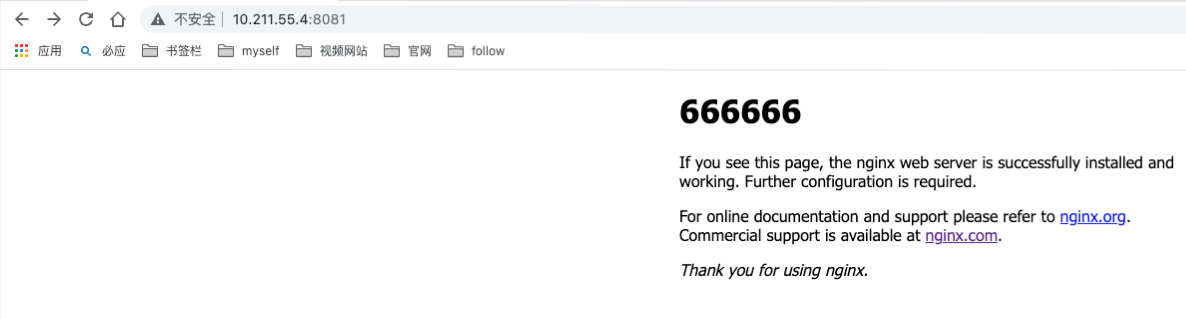 不安全 10.211.55.4:8081
应用 必应 书签栏 myself 视频网站 官网 follow
666666
If you see this page, the nginx web server is successfully installed and
working. Further configuration is required.
For online documentation and support please refer to nginx.org.
Commercial support is available at nginx.com.
Thank you for using nginx.